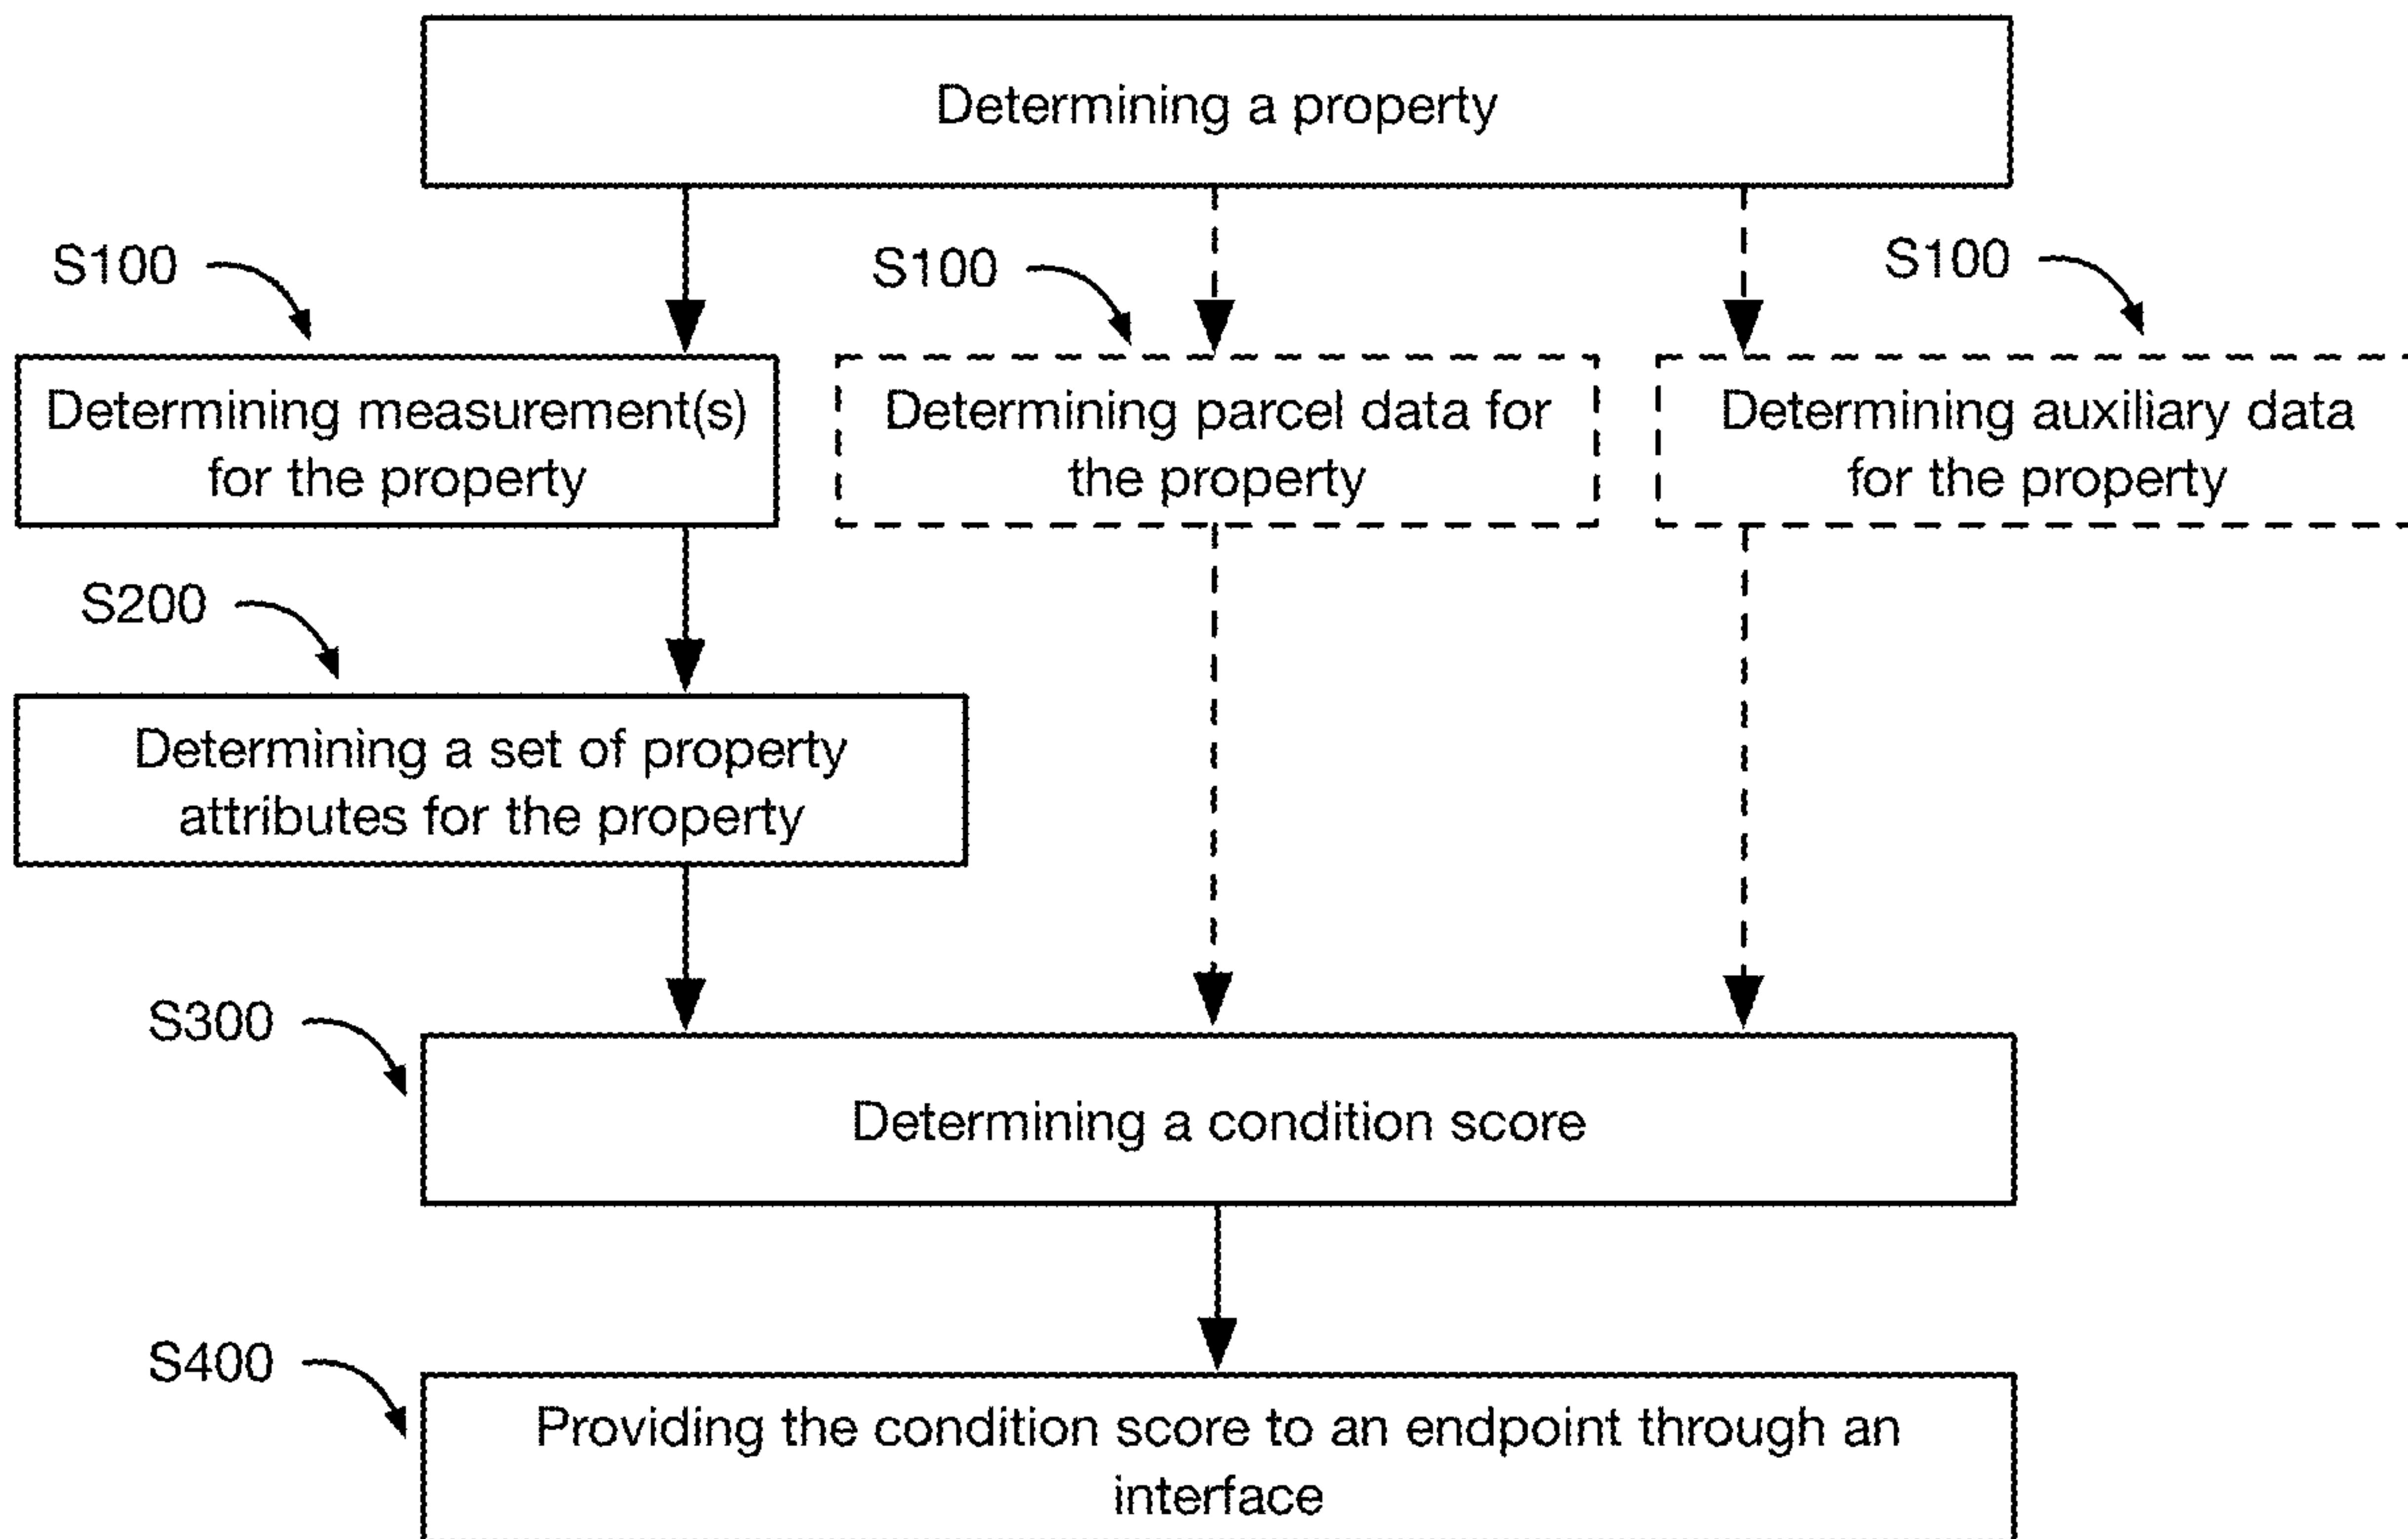 Determining a property
S100
S100
S100
Determining measurement(s)
for the property
Determining parcel data for
the property
Determining auxiliary data
for the property
S200
Determining a set of property
attributes for the property
S300
Determining a condition score
S400
Providing the condition score to an endpoint through an
interface